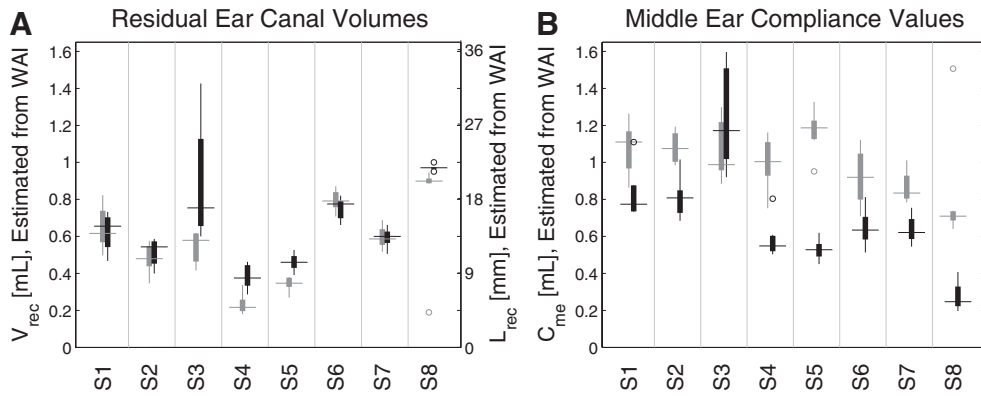 A
Residual Ear Canal Volumes
V_rec [mL], Estimated from WAI
1.6
1.4
1.2
1
0.8
0.6
0.4
0.2
0
36
27
18
9
0
L_rec [mm], Estimated from WAI
S1 S2 S3 S4 S5 S6 S7 S8
B
Middle Ear Compliance Values
C_me [mL], Estimated from WAI
1.6
1.4
1.2
1
0.8
0.6
0.4
0.2
0
S1 S2 S3 S4 S5 S6 S7 S8